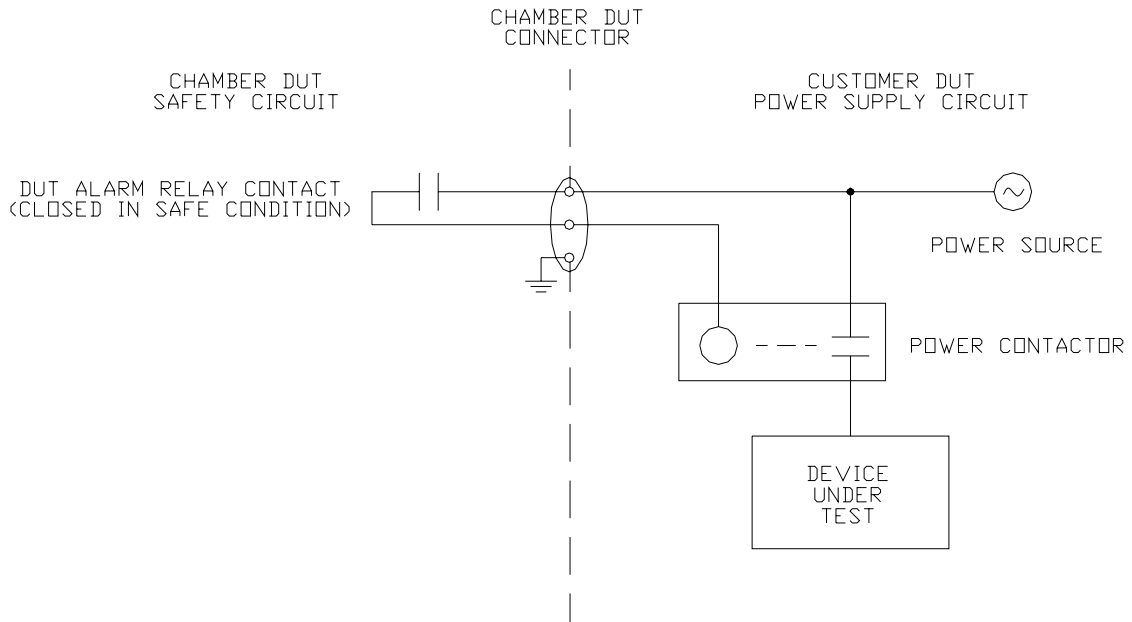 CHAMBER DUT
CONNECTOR
CHAMBER DUT
SAFETY CIRCUIT
CUSTOMER DUT
POWER SUPPLY CIRCUIT
DUT ALARM RELAY CONTACT
(CLOSED IN SAFE CONDITION)
POWER SOURCE
POWER CONTACTOR
DEVICE
UNDER
TEST